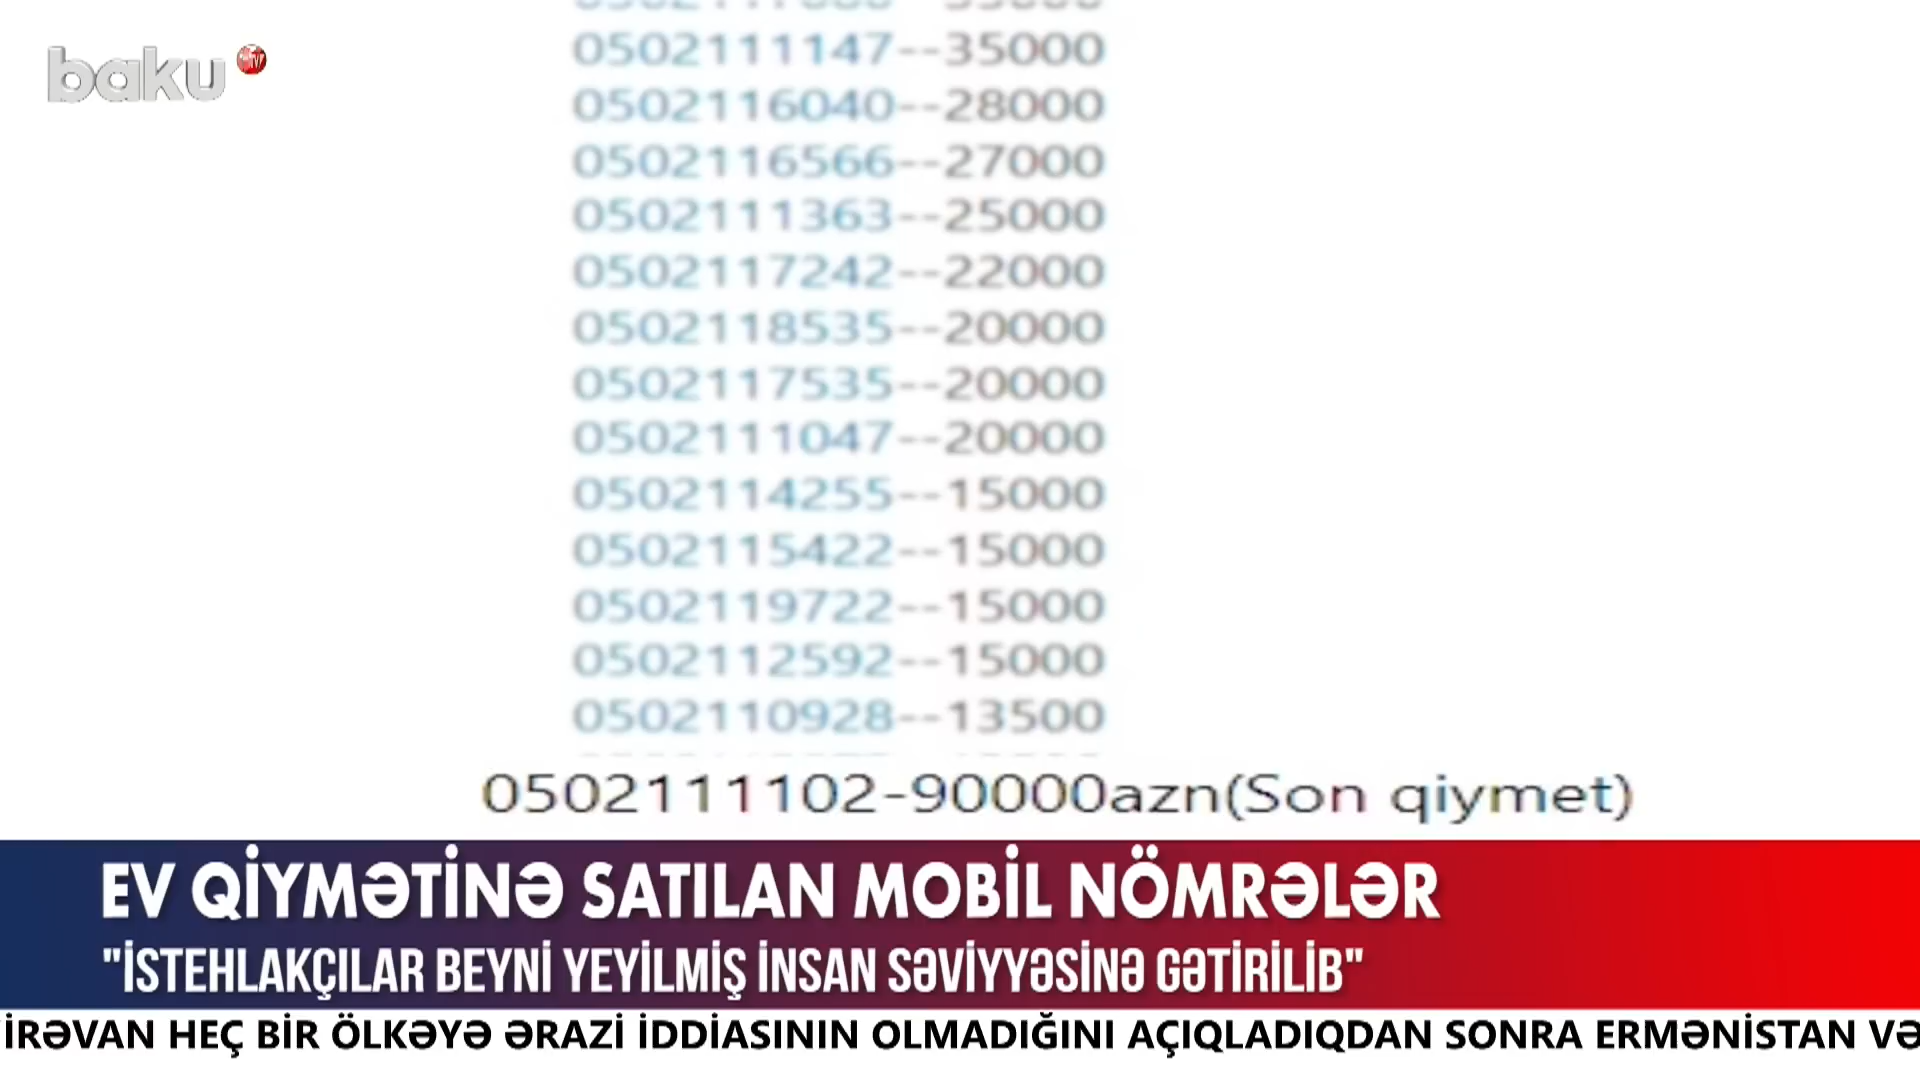 baku
0502111147--35000
0502116040--28000
0502116566--27000
0502111363--25000
0502117242--22000
0502118535--20000
0502117535--20000
0502111047--20000
0502114255--15000
0502115422--15000
0502119722--15000
0502112592--15000
0502110928--13500
0502111102-90000azn(Son qiymet)
EV QİYMƏTİNƏ SATILAN MOBİL NÖMRƏLƏR
"İSTEHLAKÇILAR BEYNİ YEYİLMİŞ İNSAN SƏVİYYƏSİNƏ GƏTİRİLİB"
İRƏVAN HEÇ BİR ÖLKƏYƏ ƏRAZİ İDDİASININ OLMADIĞINI AÇIQLADIQDAN SONRA ERMƏNİSTAN VƏ